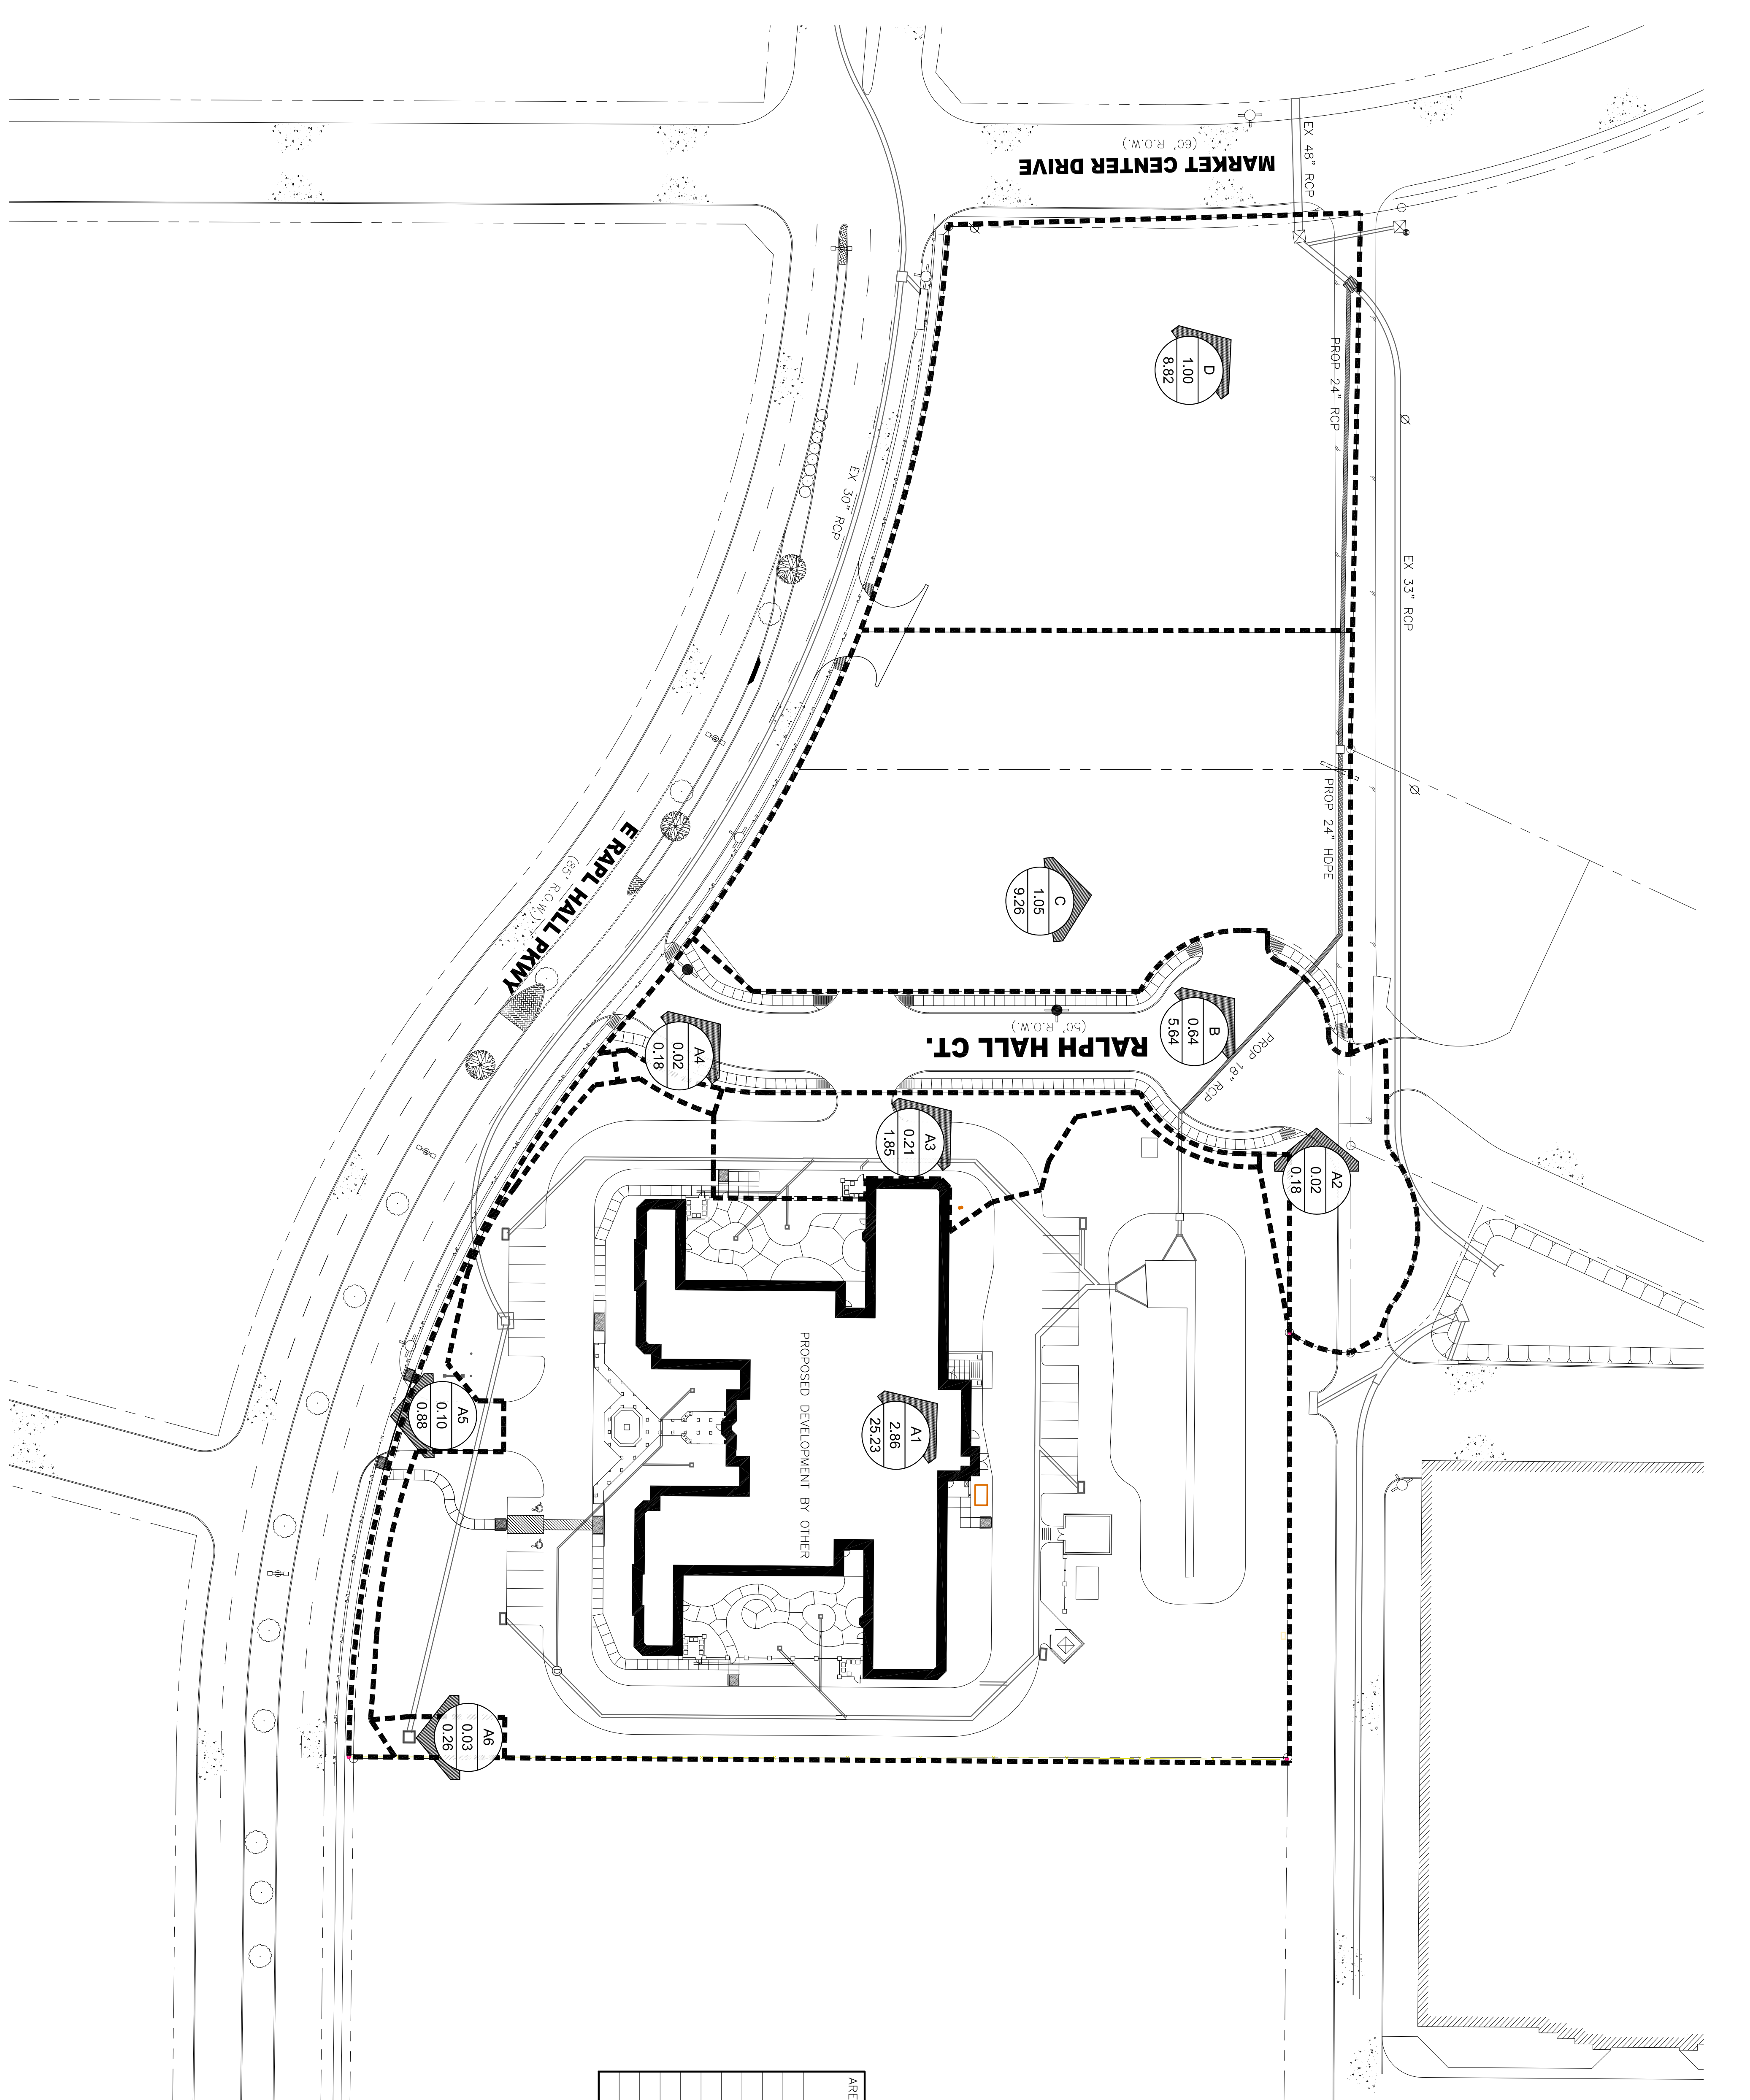 MARKET CENTER DRIVE
(60' R.O.W.)
EX 48" RCP
D
1.00
8.82
PROP 24" RCP
EX 30" RCP
EX 33" RCP
PROP 24" HDPE
E RAPL HALL PKWY
(85' R.O.W.)
C
1.05
9.26
B
0.64
5.64
RALPH HALL CT.
(50' R.O.W.)
PROP 18" RCP
A4
0.02
0.18
A3
0.21
1.85
A2
0.02
0.18
PROPOSED DEVELOPMENT BY OTHER
A1
2.86
25.23
A5
0.10
0.88
A6
0.03
0.26